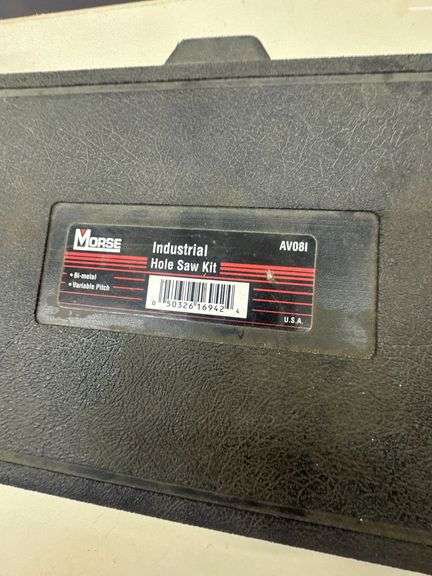 MORSE
Industrial
AV08I
Hole Saw Kit
• Bi-metal
• Variable Pitch
0 50326 16942 4
U.S.A.